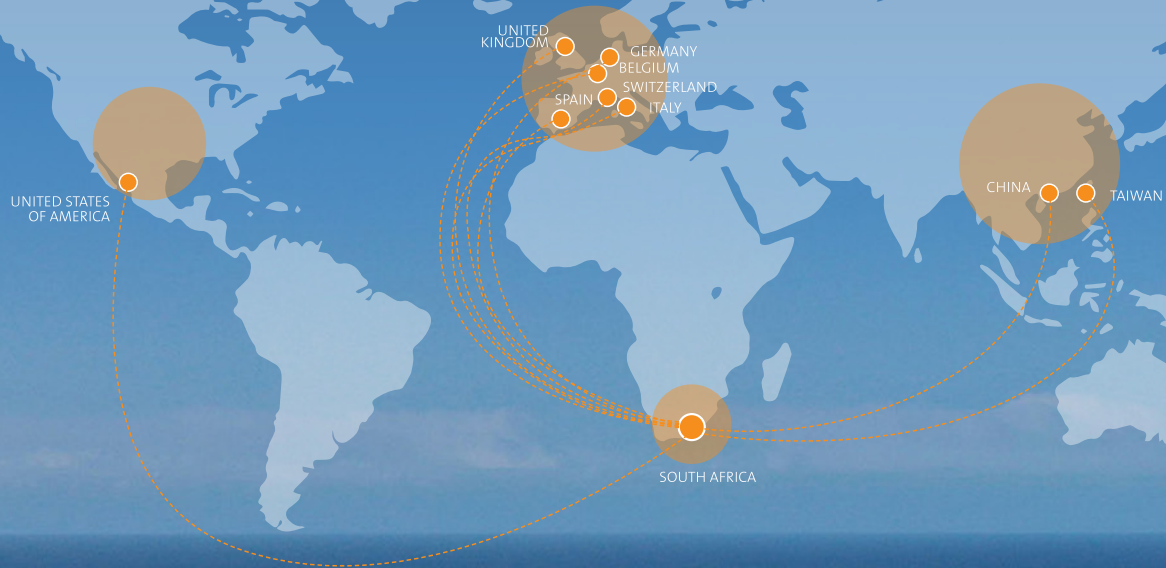 UNITED
KINGDOM
GERMANY
BELGIUM
SWITZERLAND
SPAIN
ITALY
CHINA
TAIWAN
UNITED STATES
OF AMERICA
SOUTH AFRICA